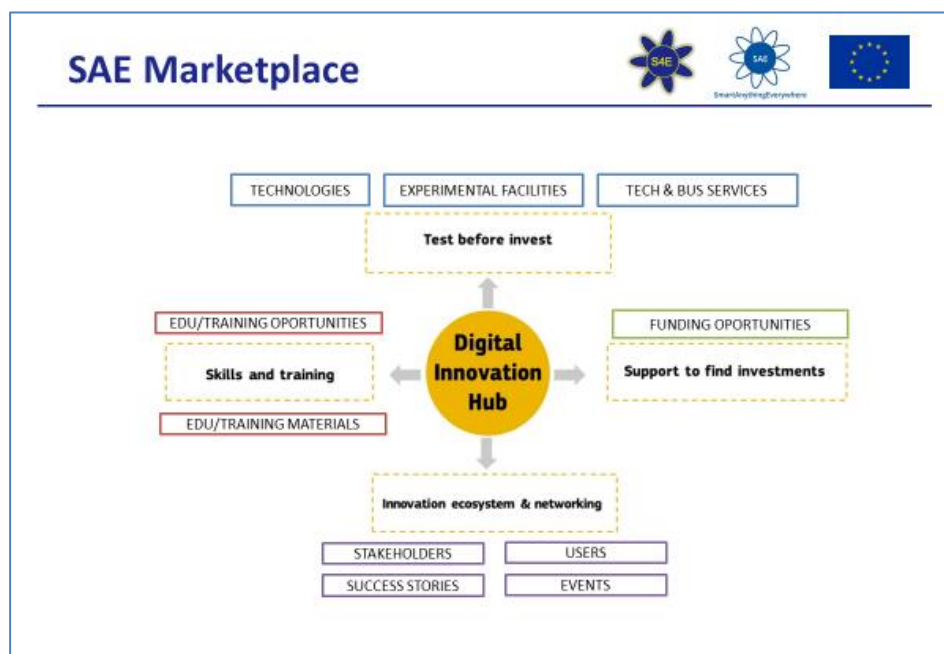 SAE Marketplace
S4E
SAE
SmartAnythingEverywhere
TECHNOLOGIES
EXPERIMENTAL FACILITIES
TECH & BUS SERVICES
Test before invest
EDU/TRAINING OPORTUNITIES
Skills and training
EDU/TRAINING MATERIALS
Digital
Innovation
Hub
FUNDING OPORTUNITIES
Support to find investments
Innovation ecosystem & networking
STAKEHOLDERS
USERS
SUCCESS STORIES
EVENTS